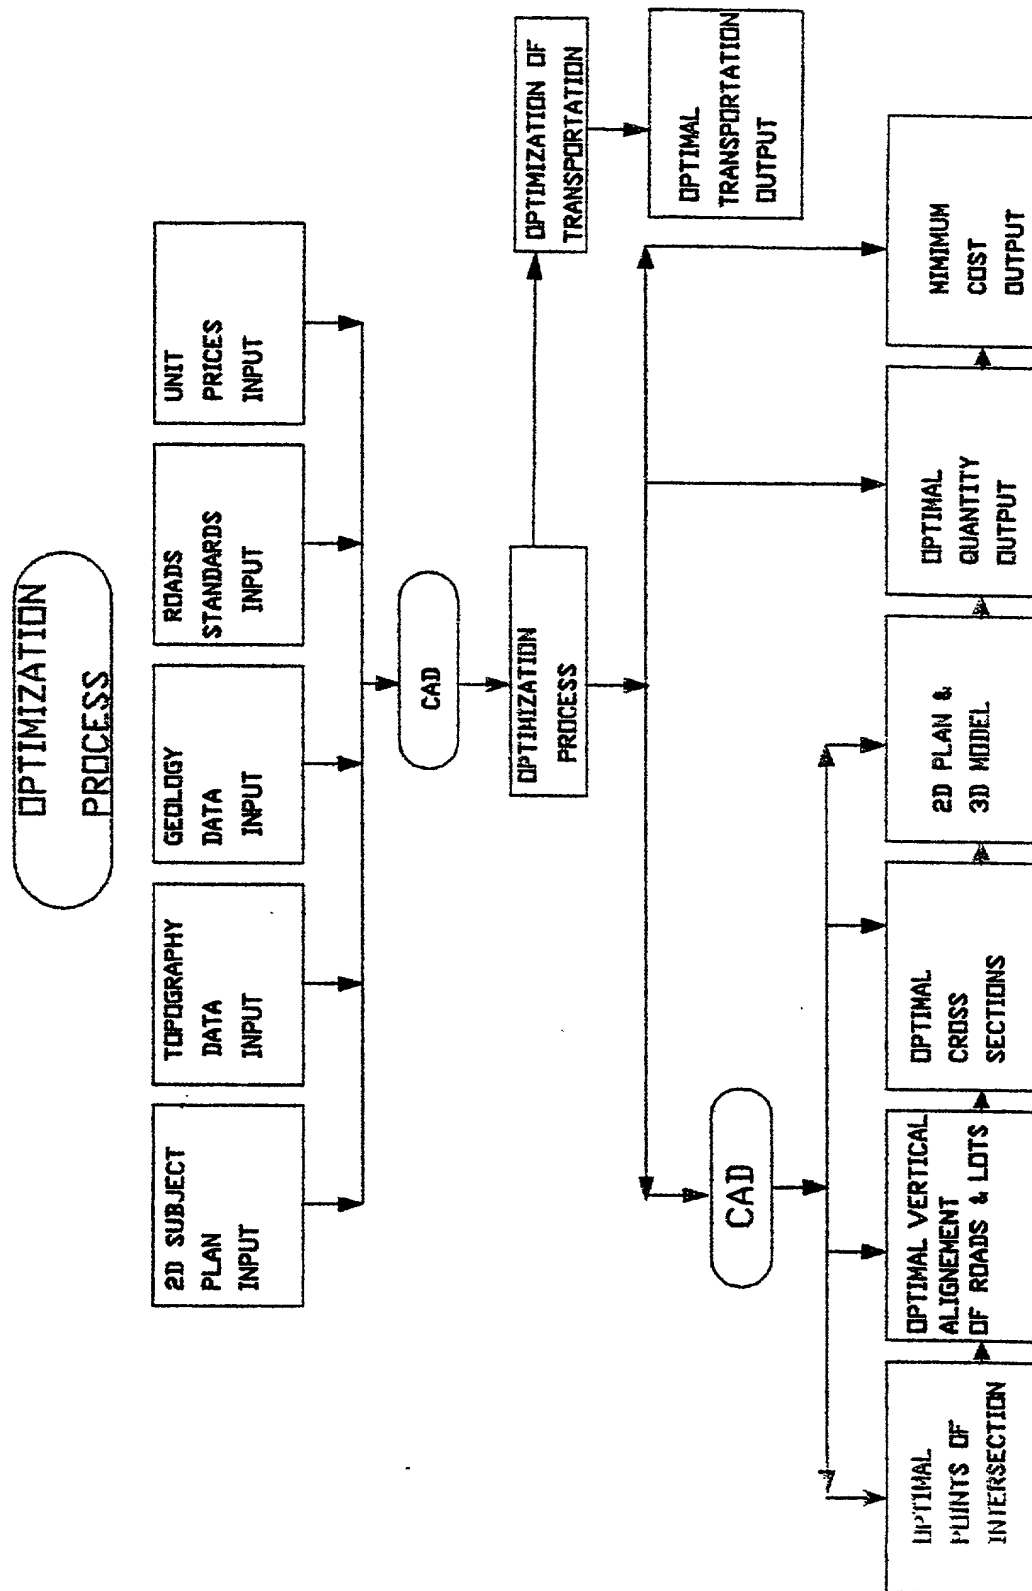 OPTIMIZATION
PROCESS
2D SUBJECT
PLAN
INPUT
TOPOGRAPHY
DATA
INPUT
GEOLOGY
DATA
INPUT
ROADS
STANDARDS
INPUT
UNIT
PRICES
INPUT
CAD
OPTIMIZATION
PROCESS
OPTIMIZATION OF
TRANSPORTATION
OPTIMAL
TRANSPORTATION
OUTPUT
CAD
OPTIMAL
POINTS OF
INTERSECTION
OPTIMAL VERTICAL
ALIGNEMENT
OF ROADS & LOTS
OPTIMAL
CROSS
SECTIONS
2D PLAN &
3D MODEL
OPTIMAL
QUANTITY
OUTPUT
MIMIMUM
COST
OUTPUT